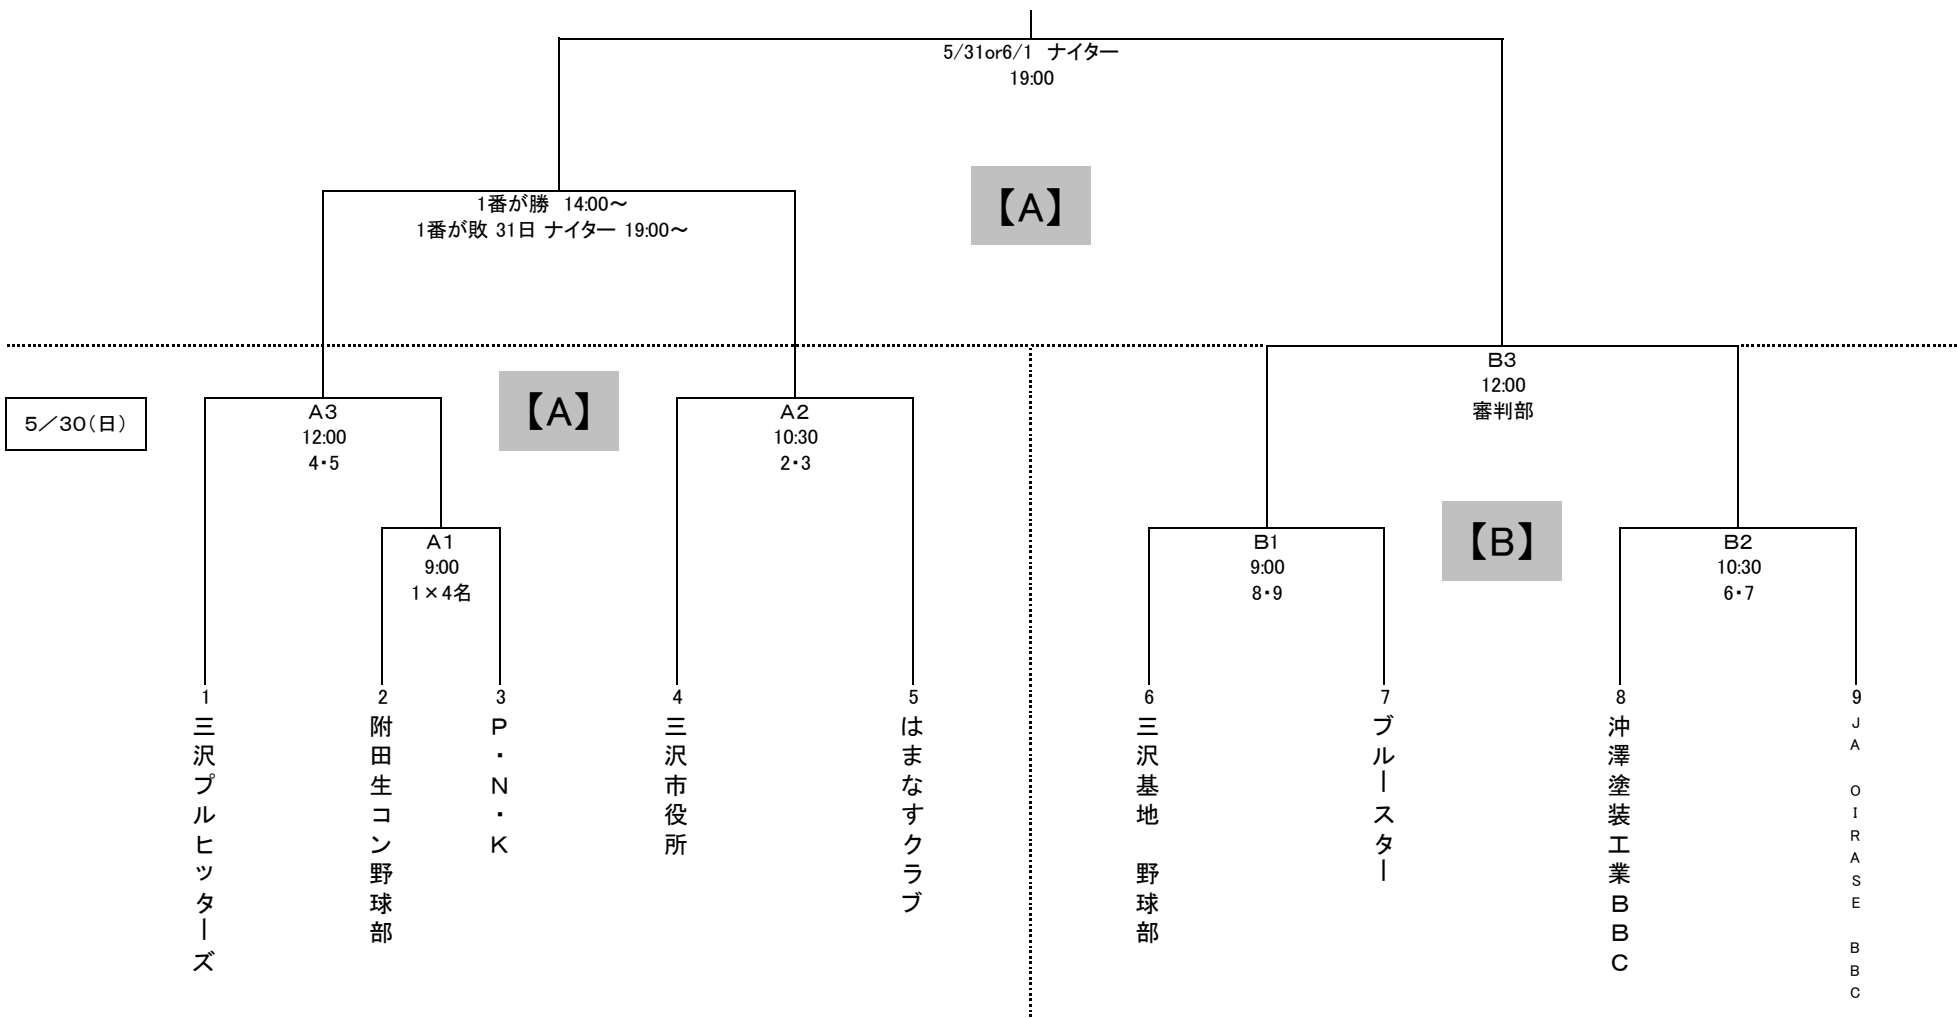 5/31or6/1　ナイター
19:00
【A】
1番が勝　14:00～
1番が敗 31日 ナイター 19:00～
5／30(日)
A3
12:00
4・5
【A】
A2
10:30
2・3
B3
12:00
審判部
A1
9:00
1×4名
B1
9:00
8・9
【B】
B2
10:30
6・7
1
三沢プルヒッターズ
2
附田生コン野球部
3
P・N・K
4
三沢市役所
5
はまなすクラブ
6
三沢基地　野球部
7
ブルースター
8
沖澤塗装工業BBC
9
JA OIRASE BBC